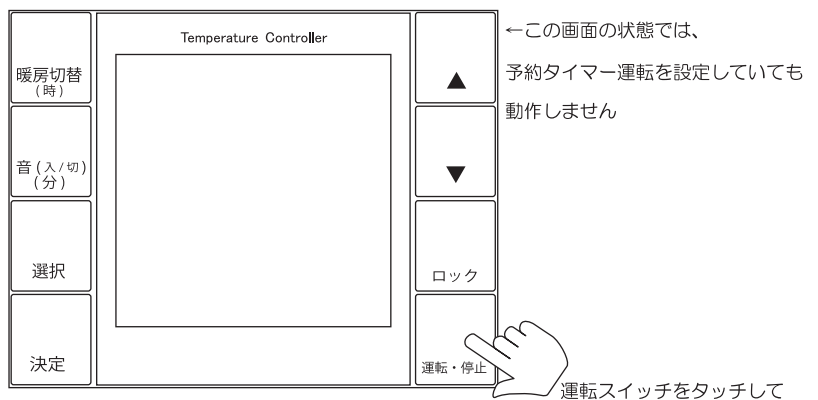 Temperature Controller
暖房切替
(時)
音(入/切)
(分)
選択
決定
▲
▼
ロック
運転・停止
←この画面の状態では、
予約タイマー運転を設定していても
動作しません
運転スイッチをタッチして